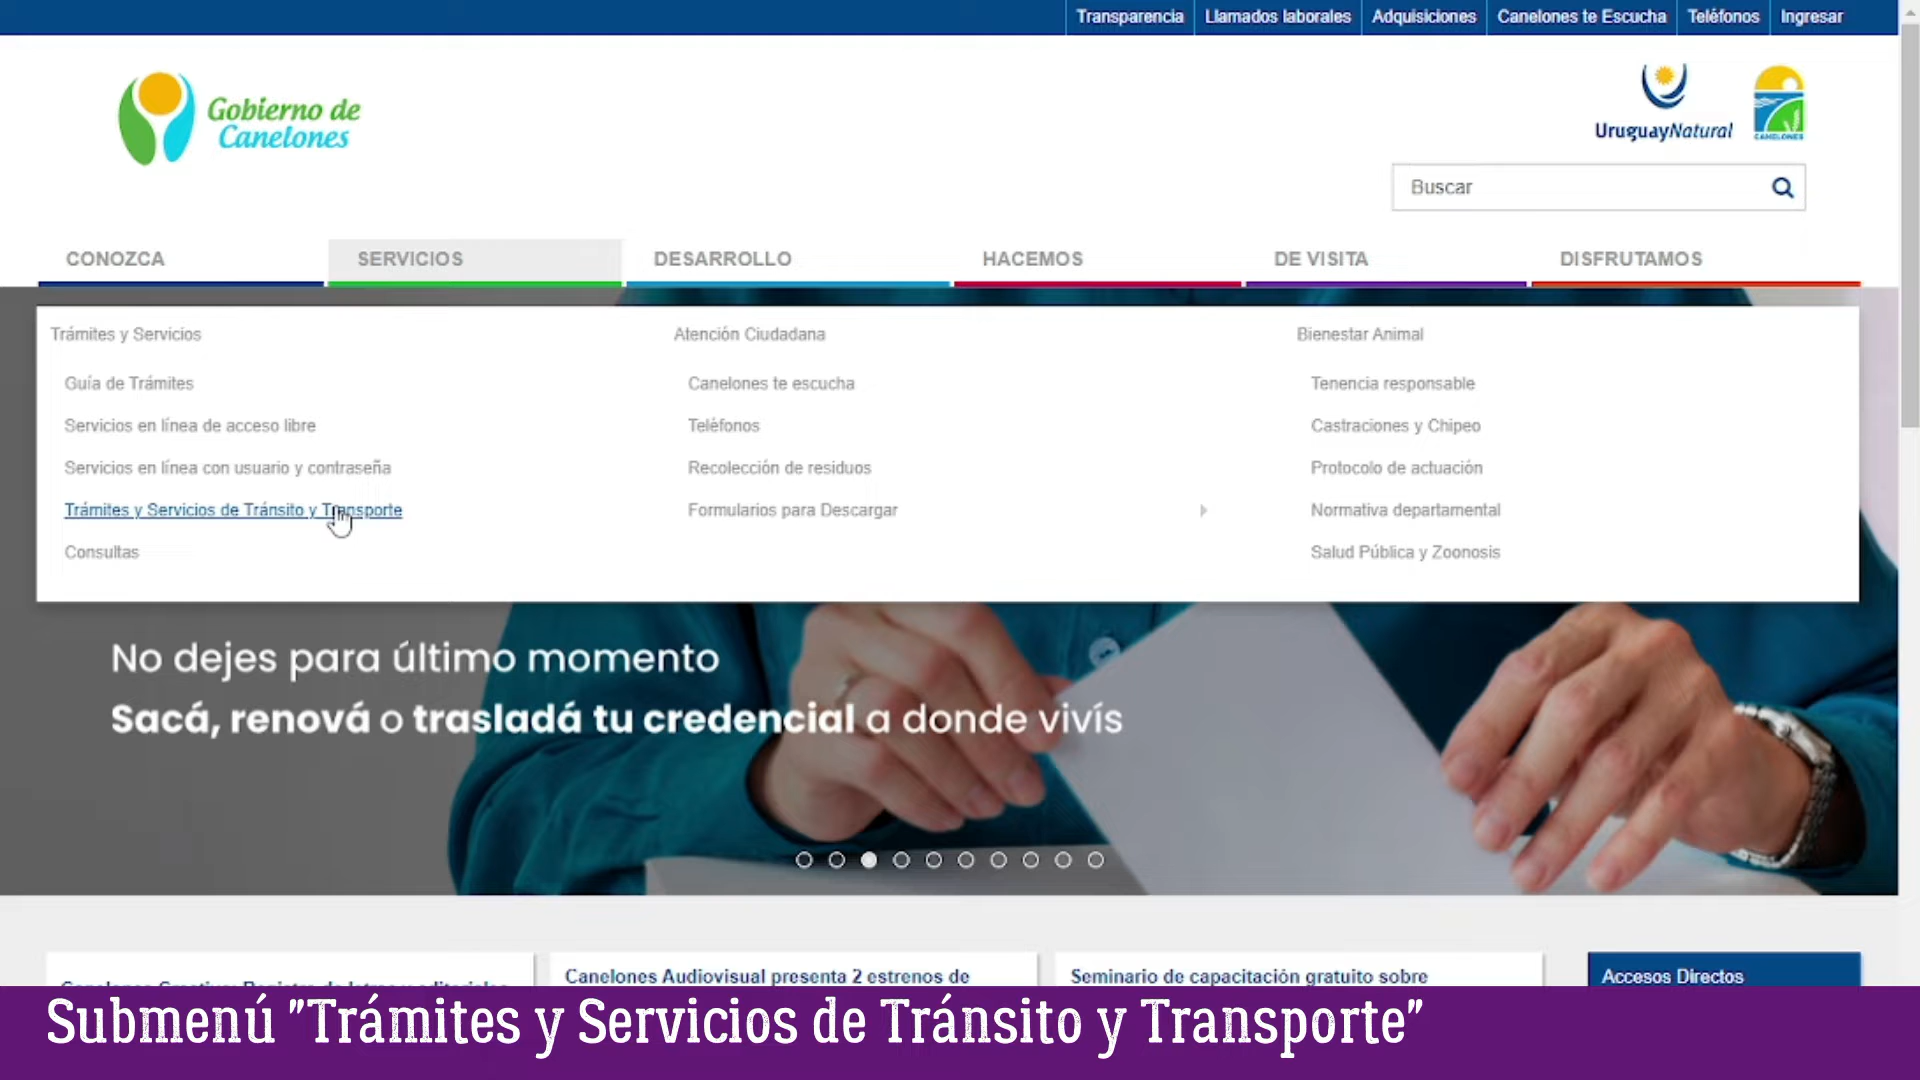 Transparencia
Llamados laborales
Adquisiciones
Canelones te Escucha
Teléfonos
Ingresar
Gobierno de
Canelones
UruguayNatural
CANELONES
Buscar
CONOZCA
SERVICIOS
DESARROLLO
HACEMOS
DE VISITA
DISFRUTAMOS
Trámites y Servicios
Guía de Trámites
Servicios en línea de acceso libre
Servicios en línea con usuario y contraseña
Trámites y Servicios de Tránsito y Transporte
Consultas
Atención Ciudadana
Canelones te escucha
Teléfonos
Recolección de residuos
Formularios para Descargar
Bienestar Animal
Tenencia responsable
Castraciones y Chipeo
Protocolo de actuación
Normativa departamental
Salud Pública y Zoonosis
No dejes para último momento
Sacá, renová o trasladá tu credencial a donde vivís
Canelones Audiovisual presenta 2 estrenos de
Seminario de capacitación gratuito sobre
Accesos Directos
Submenú "Trámites y Servicios de Tránsito y Transporte"